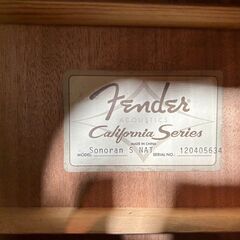 Fender
ACOUSTICS
California Series
MADE IN CHINA
MODEL: Sonoran S NAT SERIAL NO.: 120405634